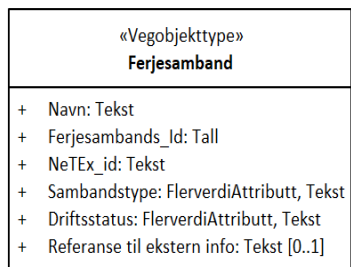 «Vegobjekttype»
Ferjesamband
+ Navn: Tekst
+ Ferjesambands_Id: Tall
+ NeTEx_id: Tekst
+ Sambandstype: FlerverdiAttributt, Tekst
+ Driftsstatus: FlerverdiAttributt, Tekst
+ Referanse til ekstern info: Tekst [0..1]